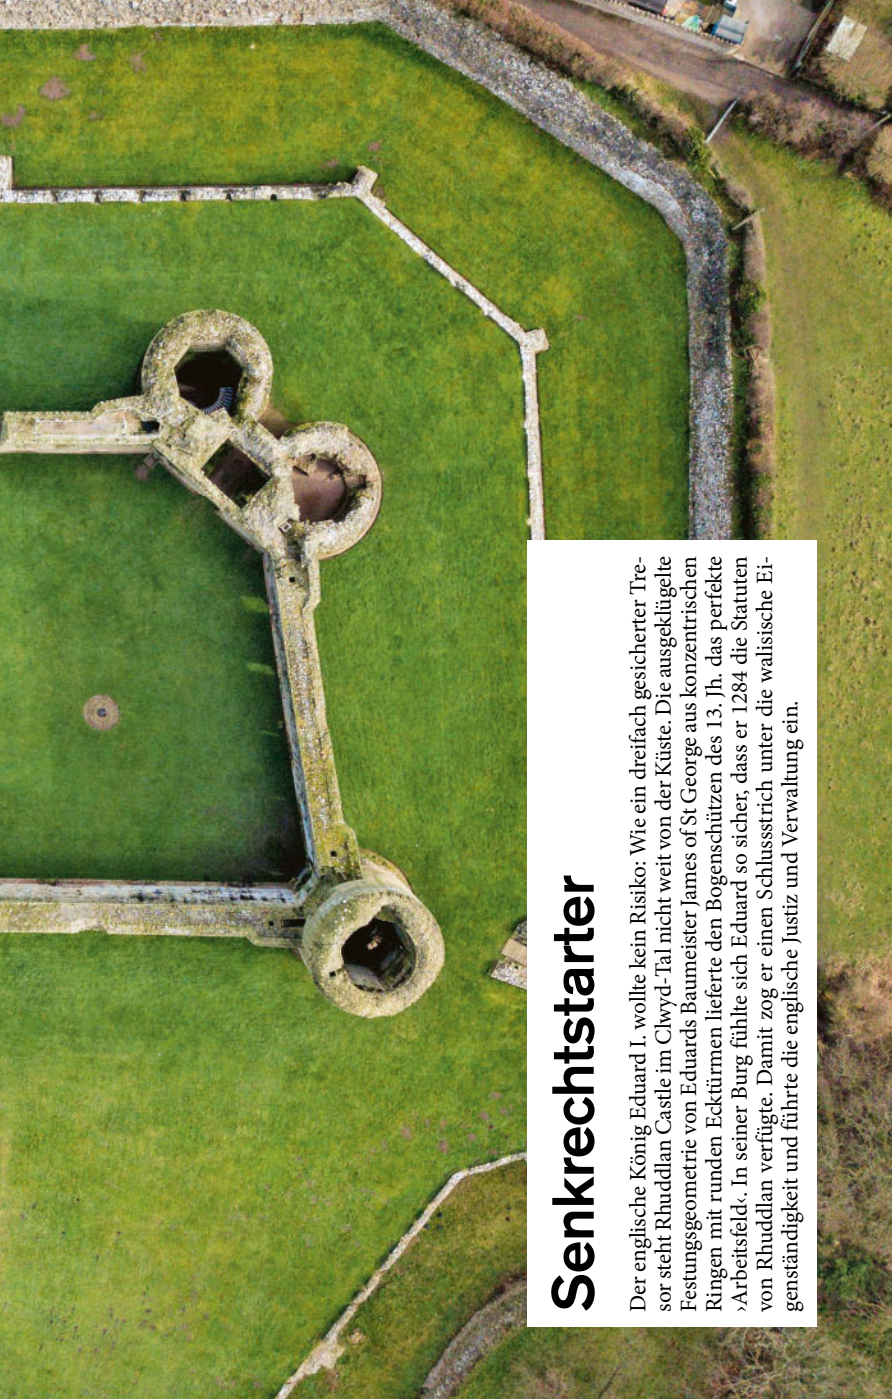 Senkrechtstarter
Der englische König Eduard I. wollte kein Risiko: Wie ein dreifach gesicherter Tre-
sor steht Rhuddlan Castle im Clwyd-Tal nicht weit von der Küste. Die ausgeklügelte
Festungsgeometrie von Eduards Baumeister James of St George aus konzentrischen
Ringen mit runden Ecktürmen lieferte den Bogenschützen des 13. Jh. das perfekte
›Arbeitsfeld‹. In seiner Burg fühlte sich Eduard so sicher, dass er 1284 die Statuten
von Rhuddlan verfügte. Damit zog er einen Schlussstrich unter die walisische Ei-
genständigkeit und führte die englische Justiz und Verwaltung ein.